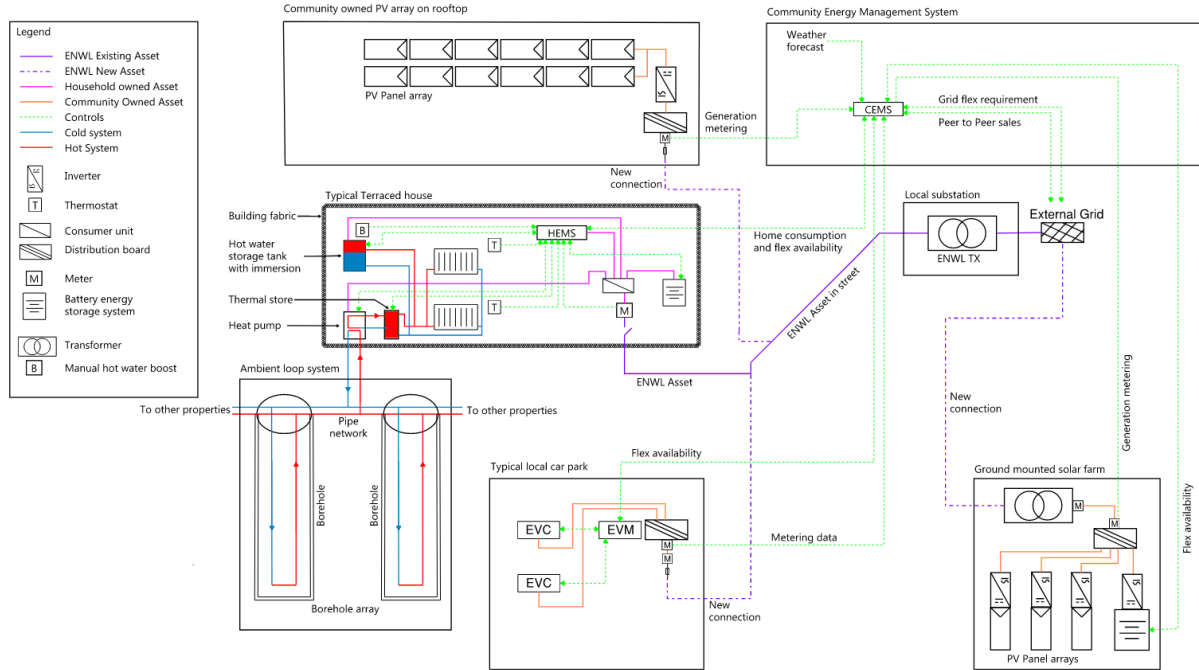 Legend
ENWL Existing Asset
ENWL New Asset
Household owned Asset
Community Owned Asset
Controls
Cold system
Hot System
Inverter
T
Thermostat
Consumer unit
Distribution board
M
Meter
Battery energy
storage system
Transformer
B
Manual hot water boost
Community owned PV array on rooftop
PV Panel array
M
Generation
metering
New
connection
Community Energy Management System
Weather
forecast
CEMS
Grid flex requirement
Peer to Peer sales
Typical Terraced house
Building fabric
Hot water
storage tank
with immersion
Thermal store
Heat pump
B
HEMS
T
T
M
Home consumption
and flex availability
ENWL Asset
ENWL Asset in street
Local substation
ENWL TX
External Grid
New
connection
Generation metering
Flex availability
Ambient loop system
To other properties
To other properties
Pipe
network
Borehole
Borehole
Borehole array
Typical local car park
Flex availability
EVC
EVM
EVC
M
M
Metering data
New
connection
Ground mounted solar farm
M
M
PV Panel arrays